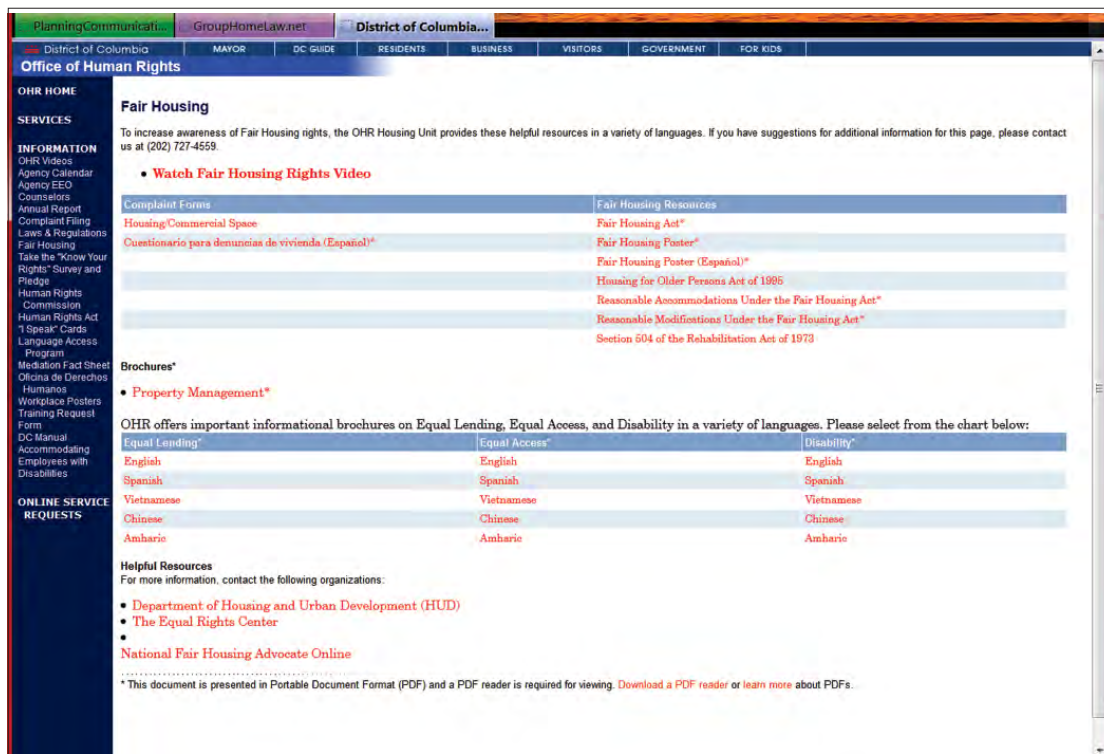 PlanningCommunicati... GroupHomeLaw.net District of Columbia...
District of Columbia MAYOR DC GUIDE RESIDENTS BUSINESS VISITORS GOVERNMENT FOR KIDS
Office of Human Rights
OHR HOME
SERVICES
INFORMATION
OHR Videos
Agency Calendar
Agency EEO
Counselors
Annual Report
Complaint Filing
Laws & Regulations
Fair Housing
Take the "Know Your
Rights" Survey and
Pledge
Human Rights
Commission
Human Rights Act
"I Speak" Cards
Language Access
Program
Mediation Fact Sheet
Oficina de Derechos
Humanos
Workplace Posters
Training Request
Form
DC Manual
Accommodating
Employees with
Disabilities
ONLINE SERVICE
REQUESTS
Fair Housing
To increase awareness of Fair Housing rights, the OHR Housing Unit provides these helpful resources in a variety of languages. If you have suggestions for additional information for this page, please contact
us at (202) 727-4559.
• Watch Fair Housing Rights Video
Complaint Forms Fair Housing Resources
Housing/Commercial Space Fair Housing Act*
Cuestionario para denuncias de vivienda (Español)* Fair Housing Poster*
Fair Housing Poster (Español)*
Housing for Older Persons Act of 1995
Reasonable Accommodations Under the Fair Housing Act*
Reasonable Modifications Under the Fair Housing Act*
Section 504 of the Rehabilitation Act of 1973
Brochures*
• Property Management*
OHR offers important informational brochures on Equal Lending, Equal Access, and Disability in a variety of languages. Please select from the chart below:
Equal Lending* Equal Access* Disability*
English English English
Spanish Spanish Spanish
Vietnamese Vietnamese Vietnamese
Chinese Chinese Chinese
Amharic Amharic Amharic
Helpful Resources
For more information, contact the following organizations:
• Department of Housing and Urban Development (HUD)
• The Equal Rights Center
•
National Fair Housing Advocate Online
* This document is presented in Portable Document Format (PDF) and a PDF reader is required for viewing. Download a PDF reader or learn more about PDFs.